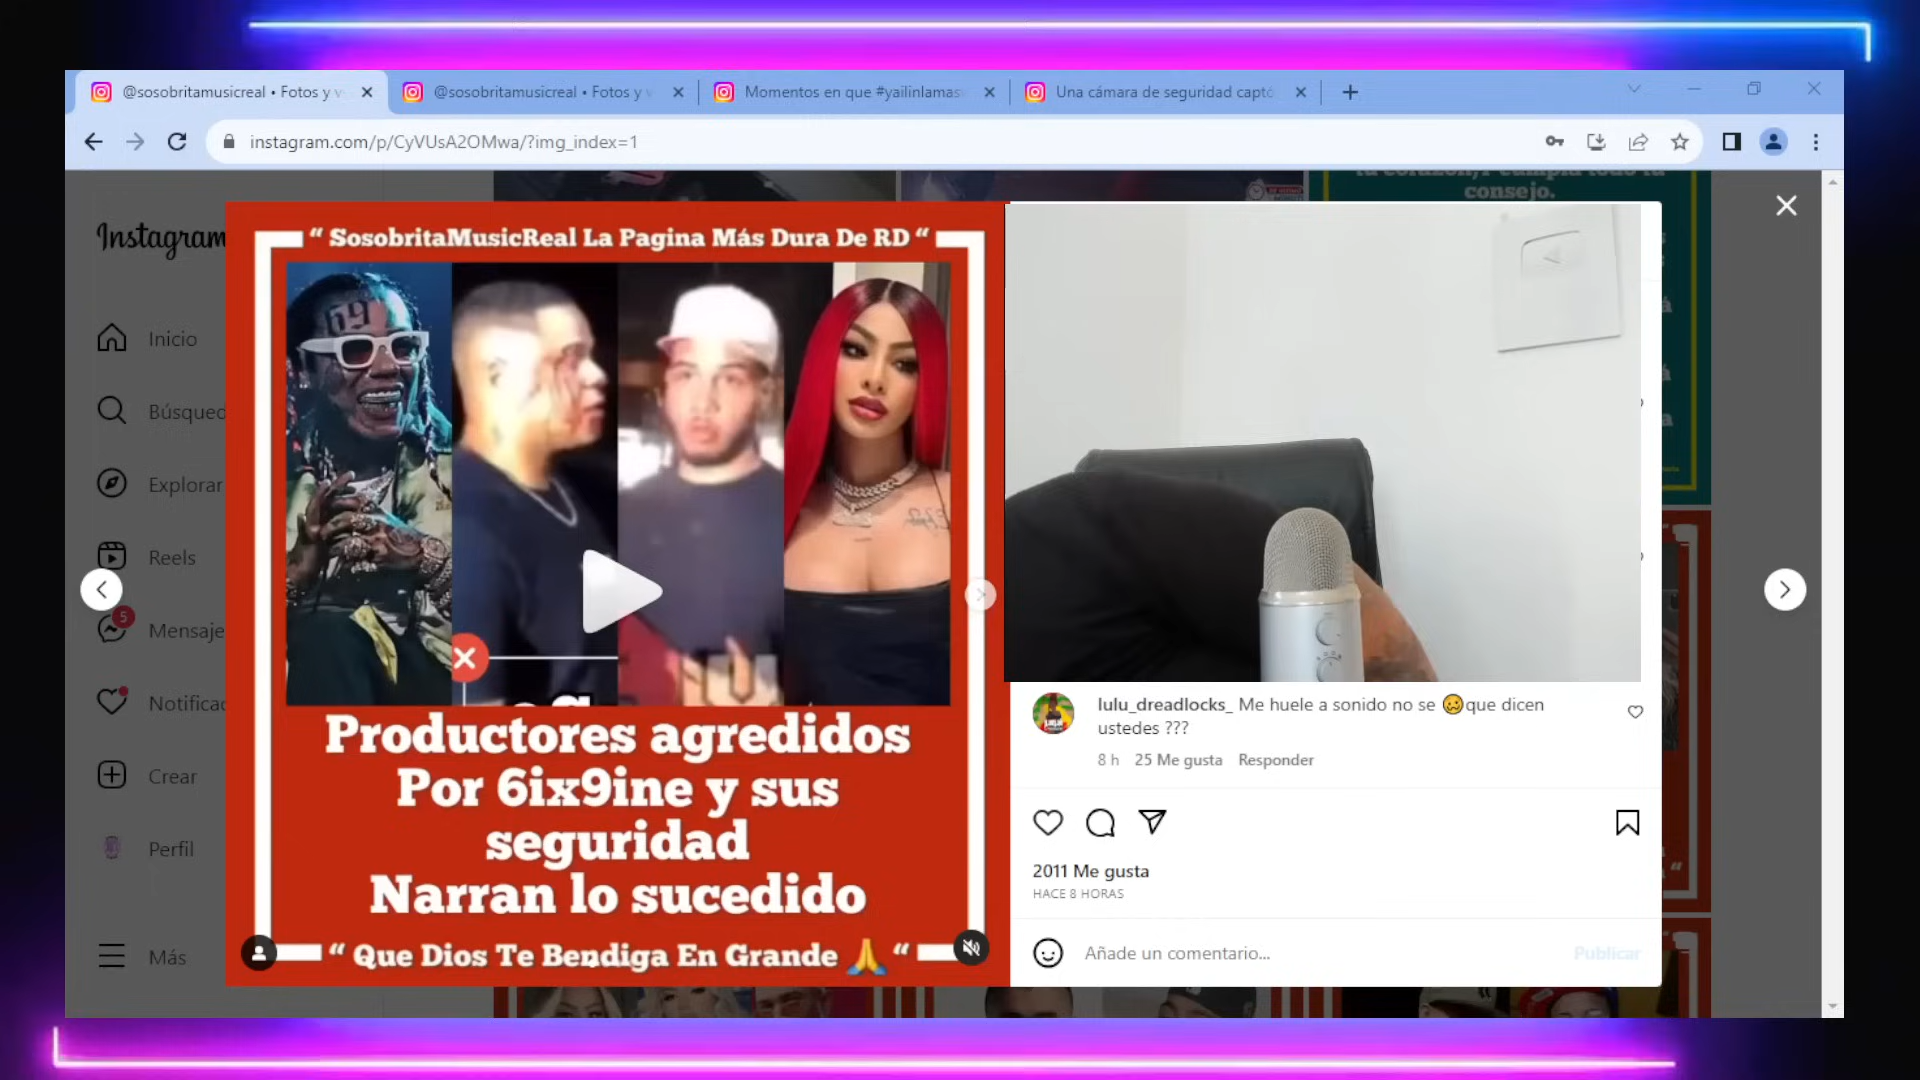 @sosobritamusicreal • Fotos y v
@sosobritamusicreal • Fotos y v
Momentos en que #yailinlamas
Una cámara de seguridad captó
instagram.com/p/CyVUsA2OMwa/?img_index=1
consejo.
Instagram
Inicio
Búsqued
Explorar
Reels
5
Mensaje
Notificac
Crear
Perfil
Más
“ SosobritaMusicReal La Pagina Más Dura De RD “
69
Productores agredidos
Por 6ix9ine y sus
seguridad
Narran lo sucedido
“ Que Dios Te Bendiga En Grande 🙏 “
lulu_dreadlocks_ Me huele a sonido no se 🥴que dicen
ustedes ???
8 h 25 Me gusta Responder
2011 Me gusta
HACE 8 HORAS
Añade un comentario...
Publicar